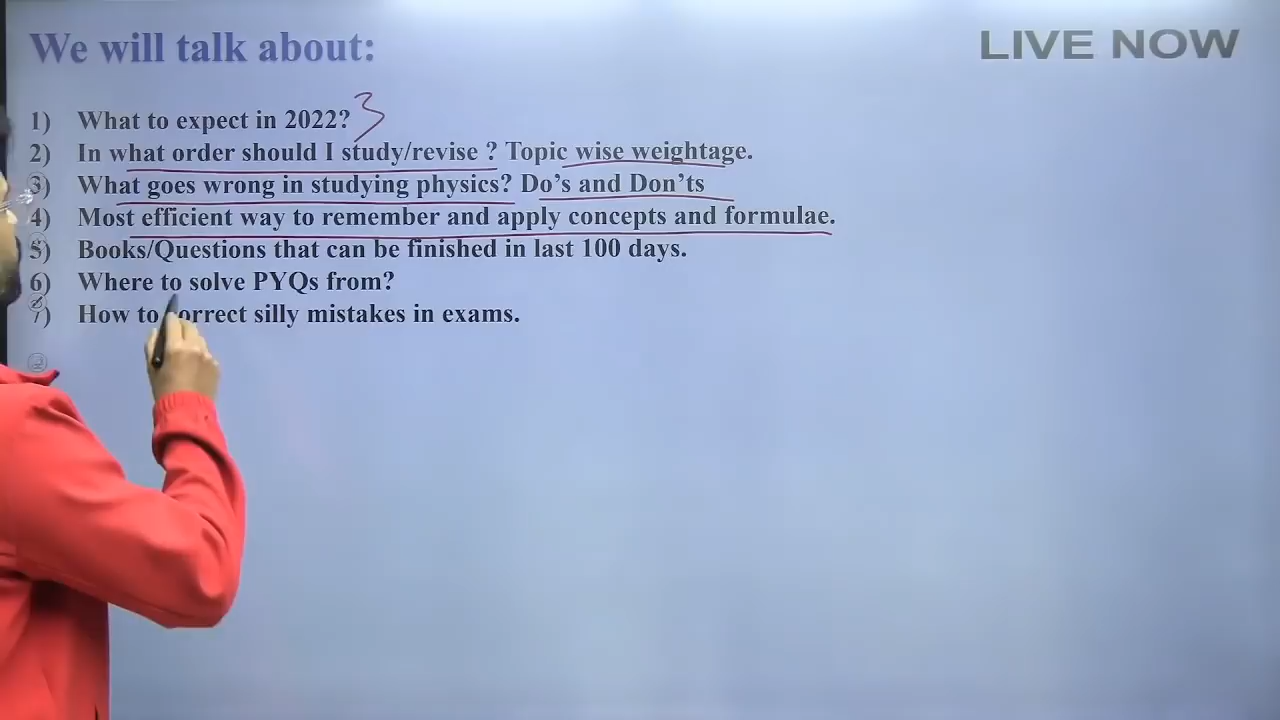 We will talk about:
LIVE NOW
1) What to expect in 2022? 3
2) In what order should I study/revise ? Topic wise weightage.
3) What goes wrong in studying physics? Do's and Don'ts
4) Most efficient way to remember and apply concepts and formulae.
5) Books/Questions that can be finished in last 100 days.
6) Where to solve PYQs from?
7) How to correct silly mistakes in exams.